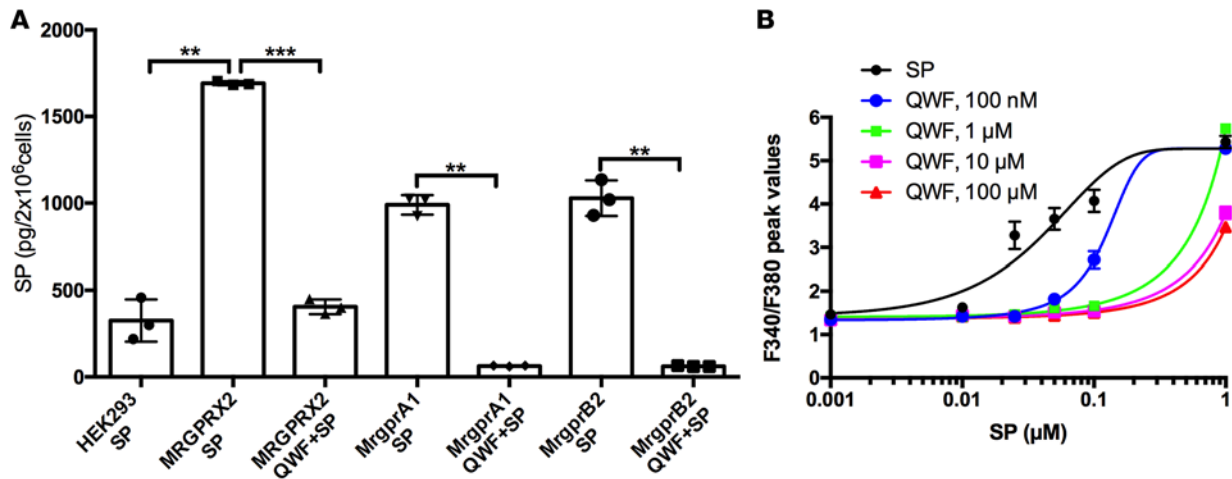 A
SP (pg/2x10⁶cells)
2000
1500
1000
500
0
**
***
**
**
HEK293
SP
MRGPRX2
SP
MRGPRX2
QWF+SP
MrgprA1
SP
MrgprA1
QWF+SP
MrgprB2
SP
MrgprB2
QWF+SP
B
SP
QWF, 100 nM
QWF, 1 µM
QWF, 10 µM
QWF, 100 µM
F340/F380 peak values
6
5
4
3
2
1
0
0.001
0.01
0.1
1
SP (µM)